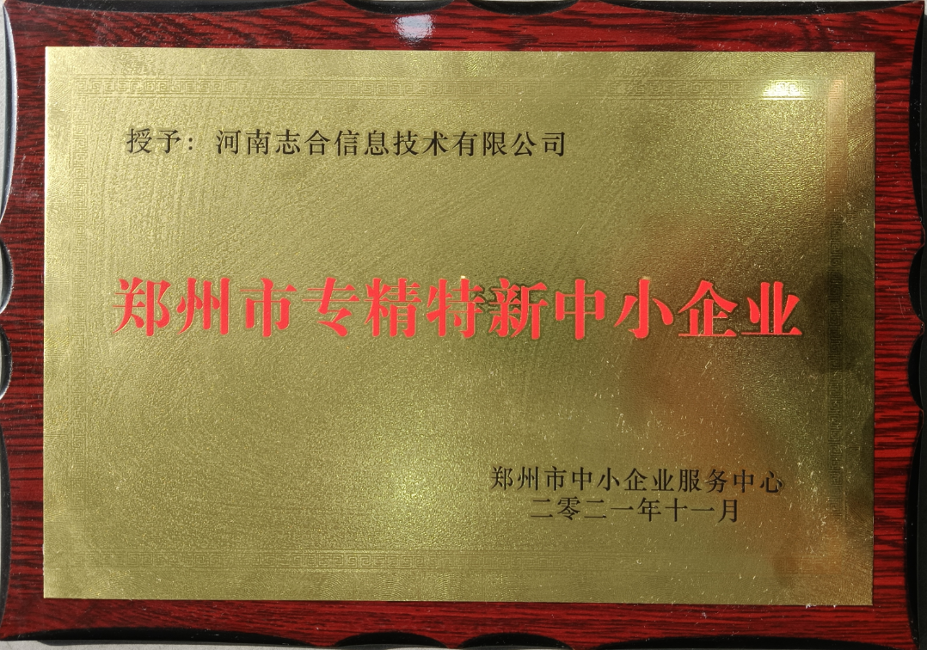 授予：河南志合信息技术有限公司
郑州市专精特新中小企业
郑州市中小企业服务中心
二零二一年十一月